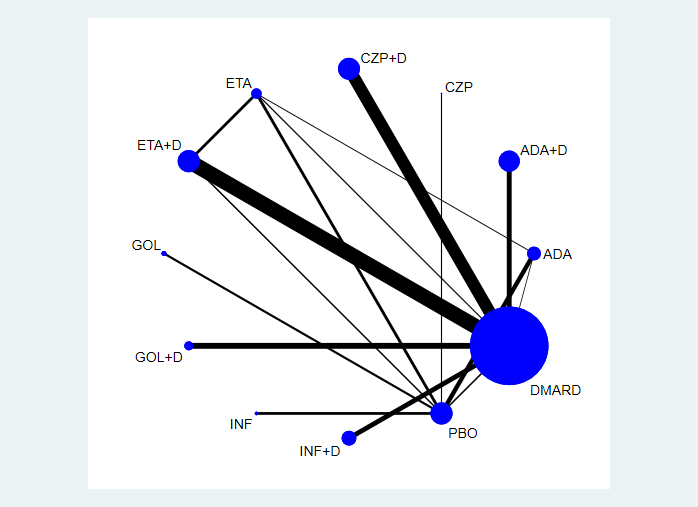 CZP+D
ETA
CZP
ETA+D
ADA+D
GOL
ADA
GOL+D
DMARD
INF
PBO
INF+D